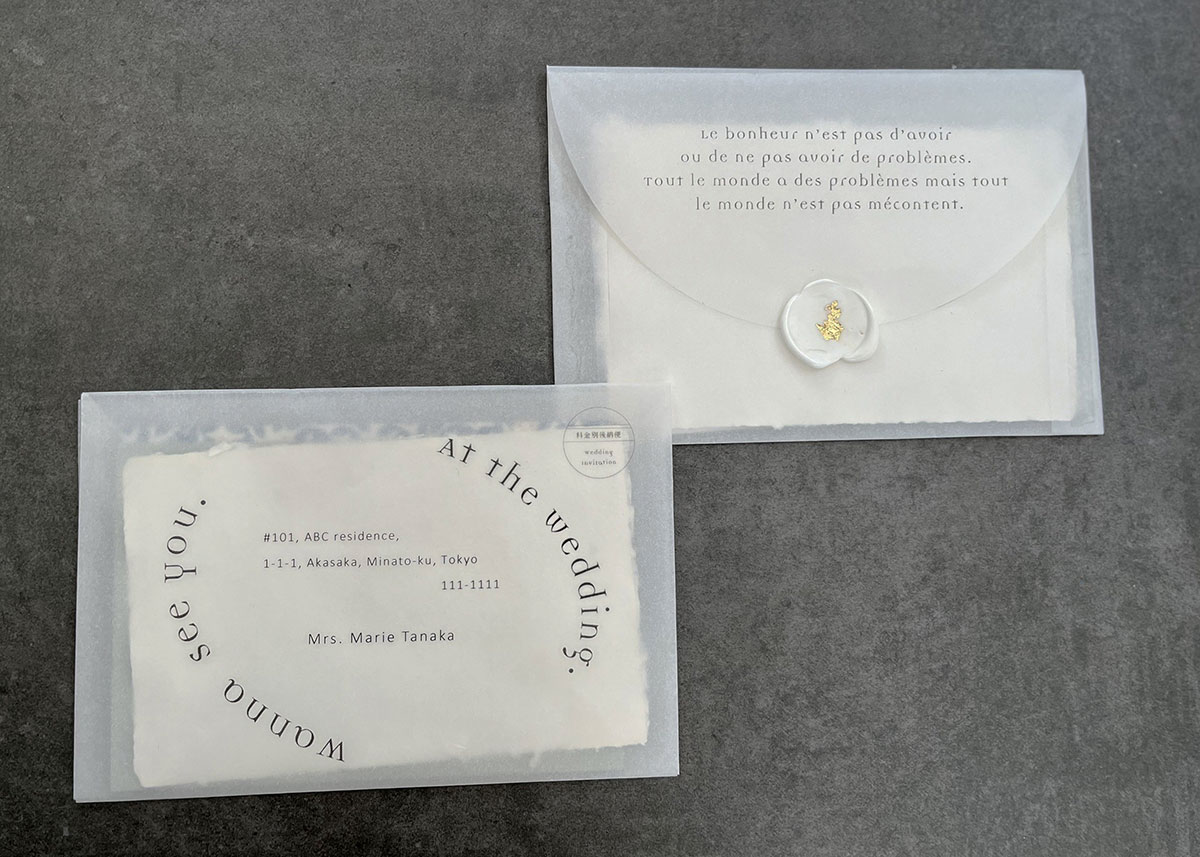 Le bonheur n'est pas d'avoir
ou de ne pas avoir de problèmes.
Tout le monde a des problèmes mais tout
le monde n'est pas mécontent.
料金別後納便
wedding
invitation
At the wedding.
wanna see you.
#101, ABC residence,
1-1-1, Akasaka, Minato-ku, Tokyo
111-1111
Mrs. Marie Tanaka